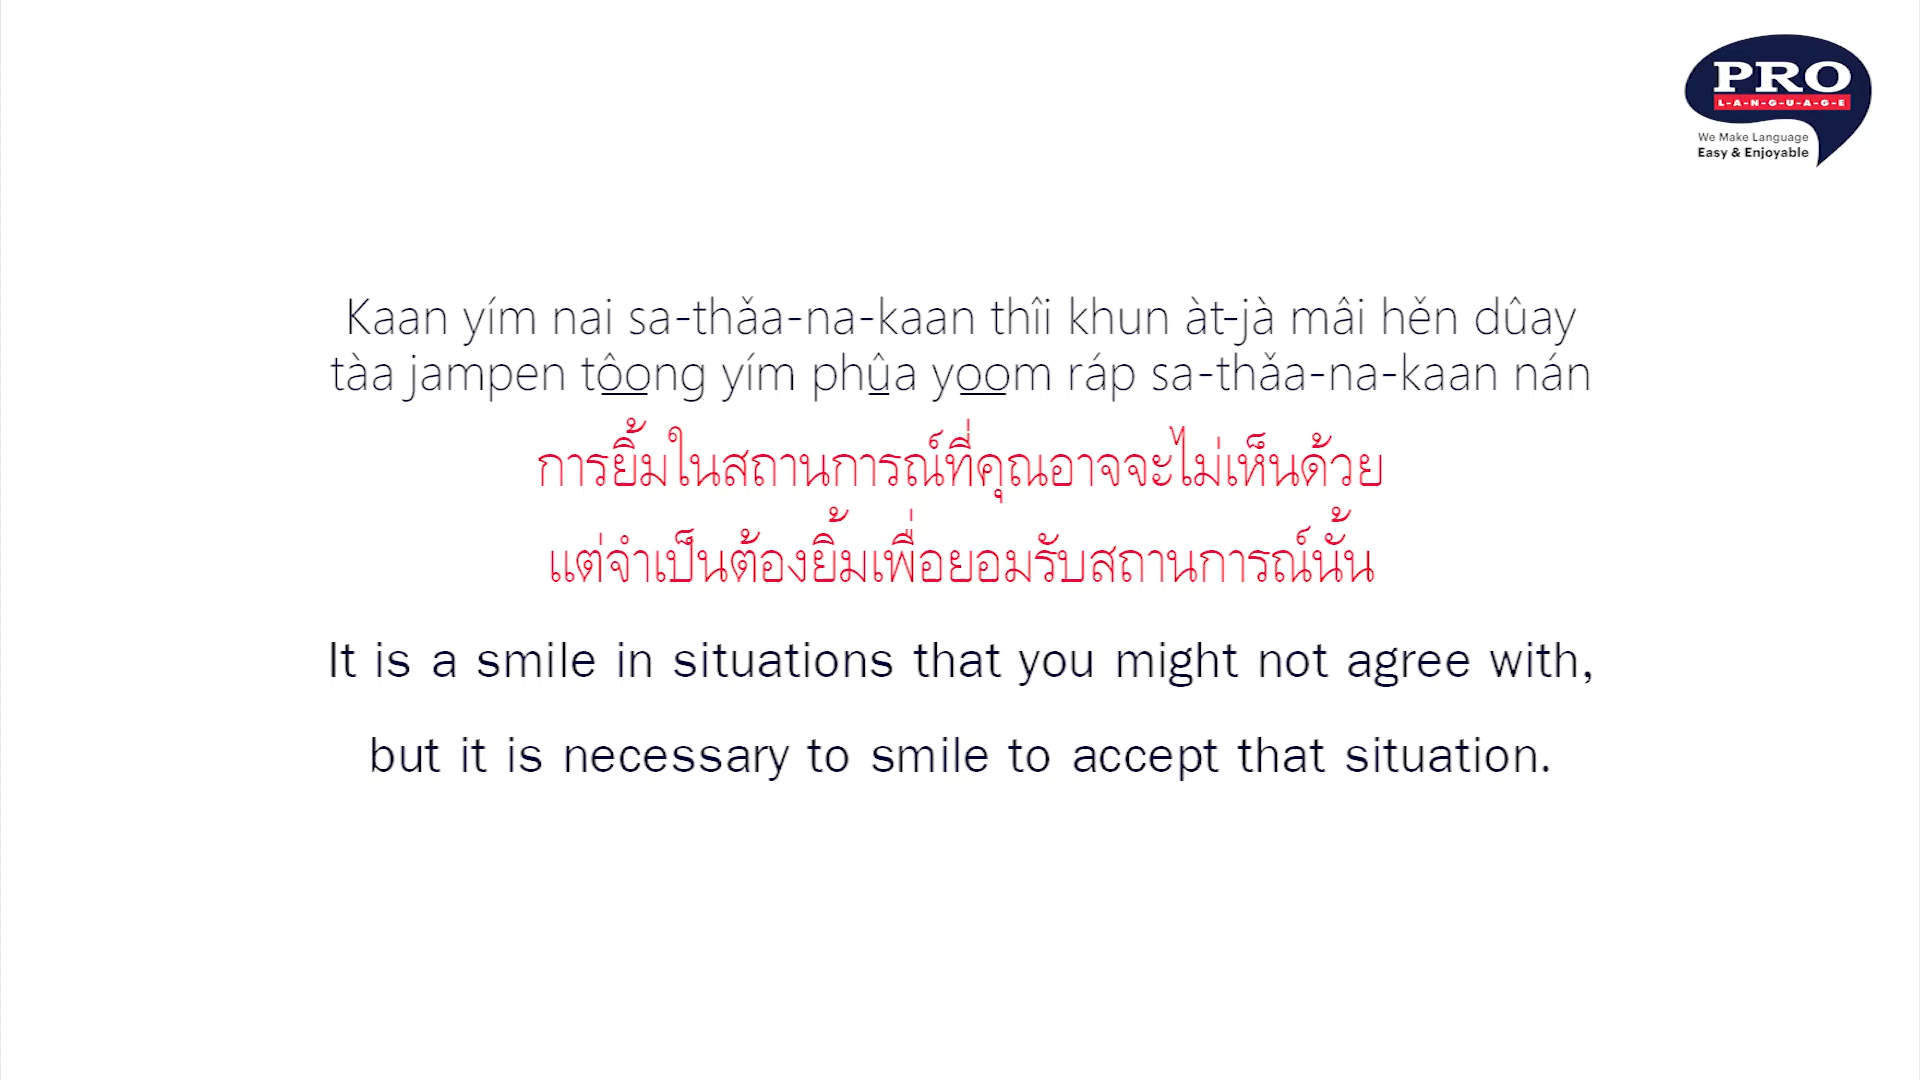 PRO
L-A-N-G-U-A-G-E
We Make Language
Easy & Enjoyable
Kaan yím nai sa-thǎa-na-kaan thîi khun àt-jà mâi hěn dûay
tàa jampen tôong yím phûa yoom ráp sa-thǎa-na-kaan nán
การยิ้มในสถานการณ์ที่คุณอาจจะไม่เห็นด้วย
แต่จำเป็นต้องยิ้มเพื่อยอมรับสถานการณ์นั้น
It is a smile in situations that you might not agree with,
but it is necessary to smile to accept that situation.